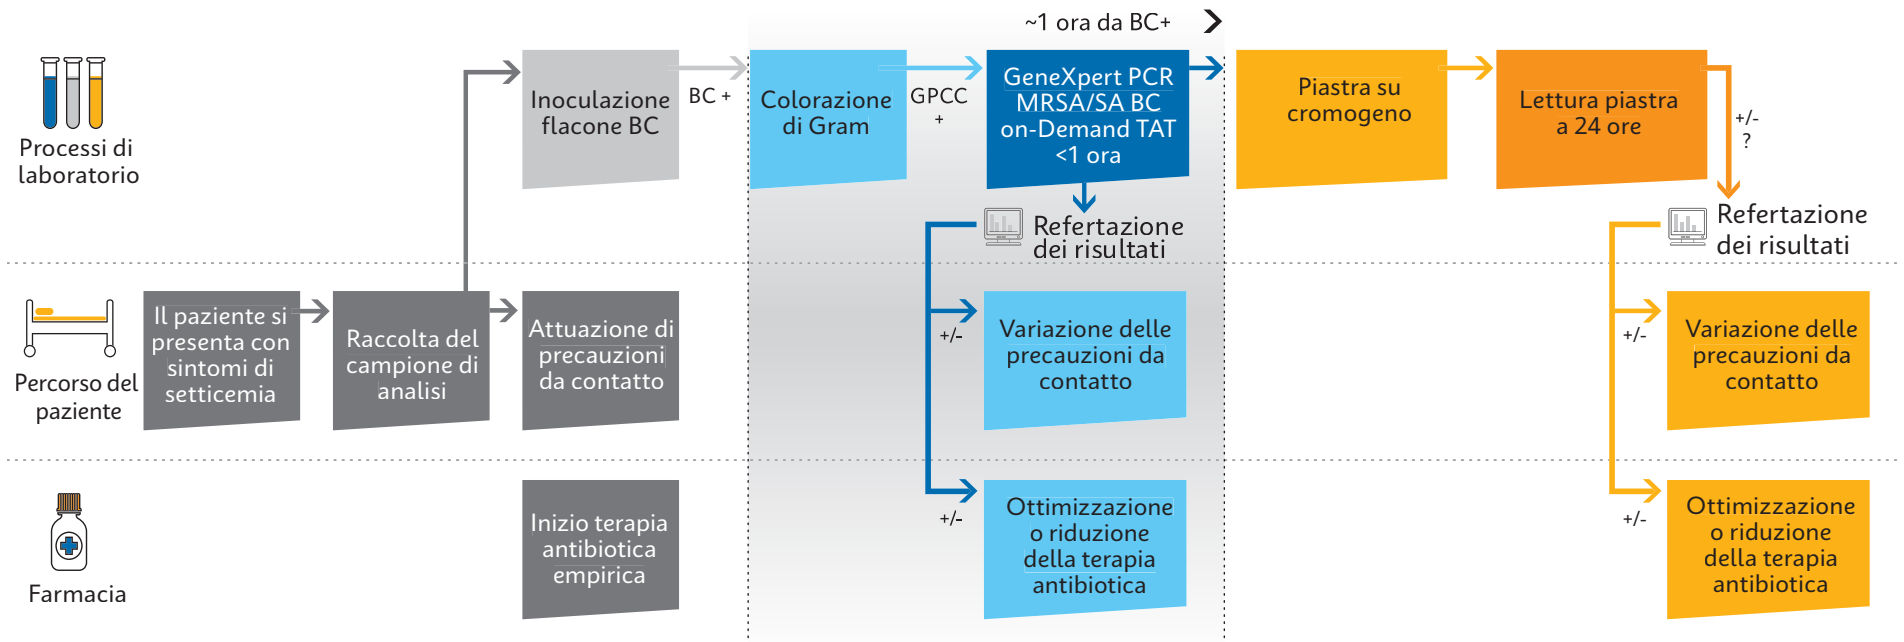 ~1 ora da BC+
Processi di
laboratorio
Inoculazione
flacone BC
BC +
Colorazione
di Gram
GPCC
+
GeneXpert PCR
MRSA/SA BC
on-Demand TAT
<1 ora
Piastra su
cromogeno
Lettura piastra
a 24 ore
+/-
?
Refertazione
dei risultati
Refertazione
dei risultati
Percorso del
paziente
Il paziente si
presenta con
sintomi di
setticemia
Raccolta del
campione di
analisi
Attuazione di
precauzioni
da contatto
+/-
Variazione delle
precauzioni da
contatto
+/-
Variazione delle
precauzioni da
contatto
Farmacia
Inizio terapia
antibiotica
empirica
+/-
Ottimizzazione
o riduzione
della terapia
antibiotica
+/-
Ottimizzazione
o riduzione
della terapia
antibiotica